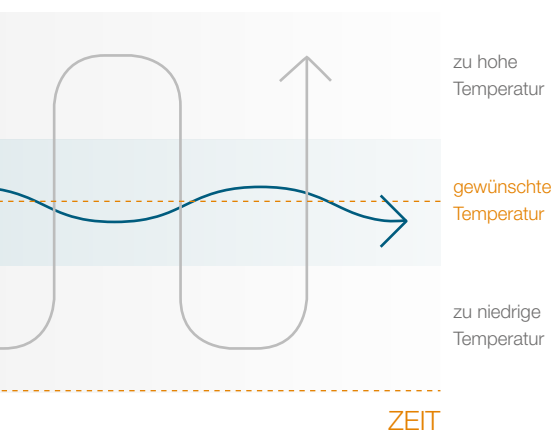 zu hohe
Temperatur
gewünschte
Temperatur
zu niedrige
Temperatur
ZEIT